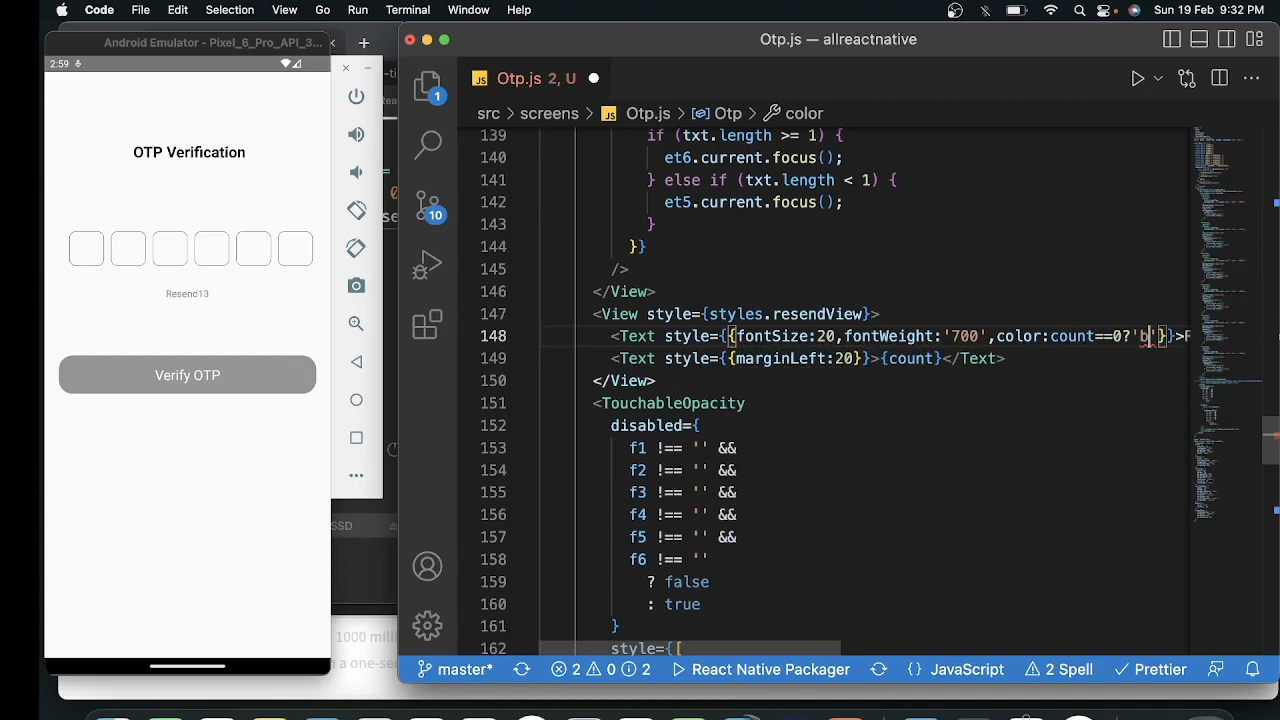 Code File Edit Selection View Go Run Terminal Window Help Sun 19 Feb 9:32 PM
Android Emulator - Pixel_6_Pro_API_3...
Otp.js — allreactnative
2:59
Otp.js 2, U
1
src > screens > Otp.js > Otp > color
139 if (txt.length >= 1) {
140 et6.current.focus();
141 } else if (txt.length < 1) {
142 et5.current.focus();
143 }
144 }}
145 />
146 </View>
147 <View style={styles.resendView}>
148 <Text style={{fontSize:20,fontWeight:'700',color:count==0?'b'}}>R
149 <Text style={{marginLeft:20}}>{count}</Text>
150 </View>
151 <TouchableOpacity
152 disabled={
153 f1 !== '' &&
154 f2 !== '' &&
155 f3 !== '' &&
156 f4 !== '' &&
157 f5 !== '' &&
158 f6 !== ''
159 ? false
160 : true
161 }
162 style={[
10
OTP Verification
Resend13
Verify OTP
SSD
1000 milli
n a one-sec
master* 2 0 2 React Native Packager {} JavaScript 2 Spell Prettier